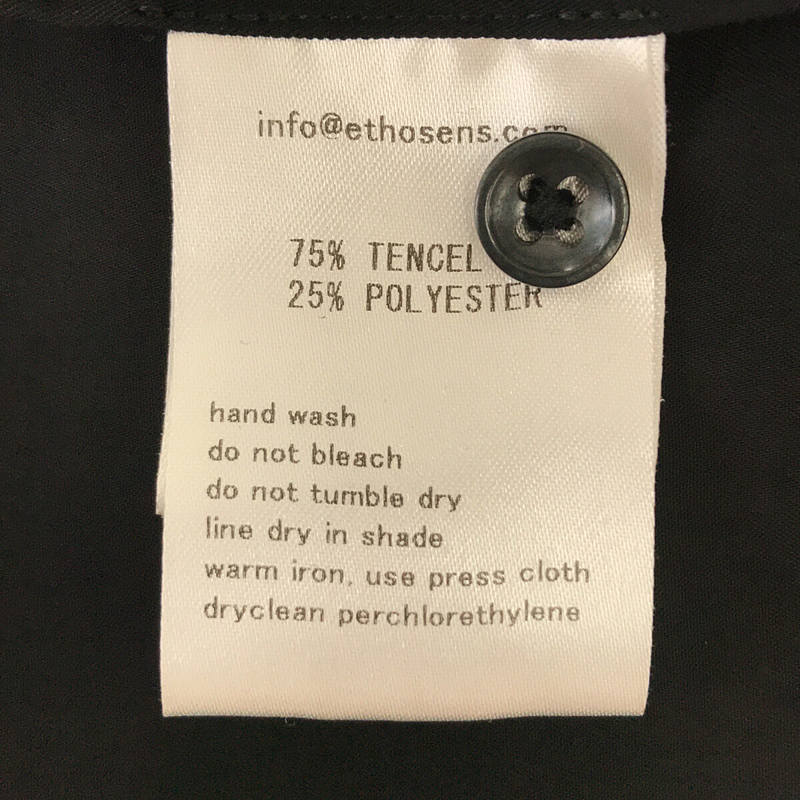 info@ethosens.com
75% TENCEL
25% POLYESTER
hand wash
do not bleach
do not tumble dry
line dry in shade
warm iron, use press cloth
dryclean perchlorethylene